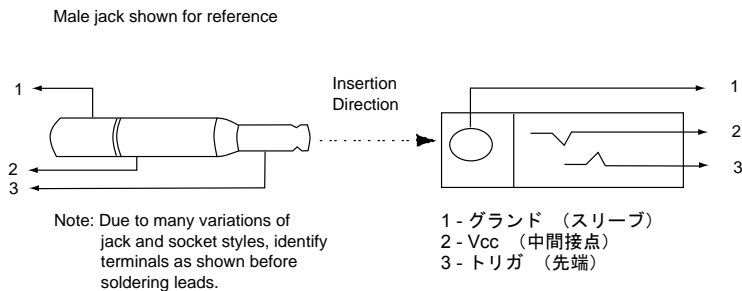 Male jack shown for reference
1
2
3
Insertion
Direction
1
2
3
Note: Due to many variations of
jack and socket styles, identify
terminals as shown before
soldering leads.
1 - グランド （スリーブ）
2 - Vcc （中間接点）
3 - トリガ （先端）